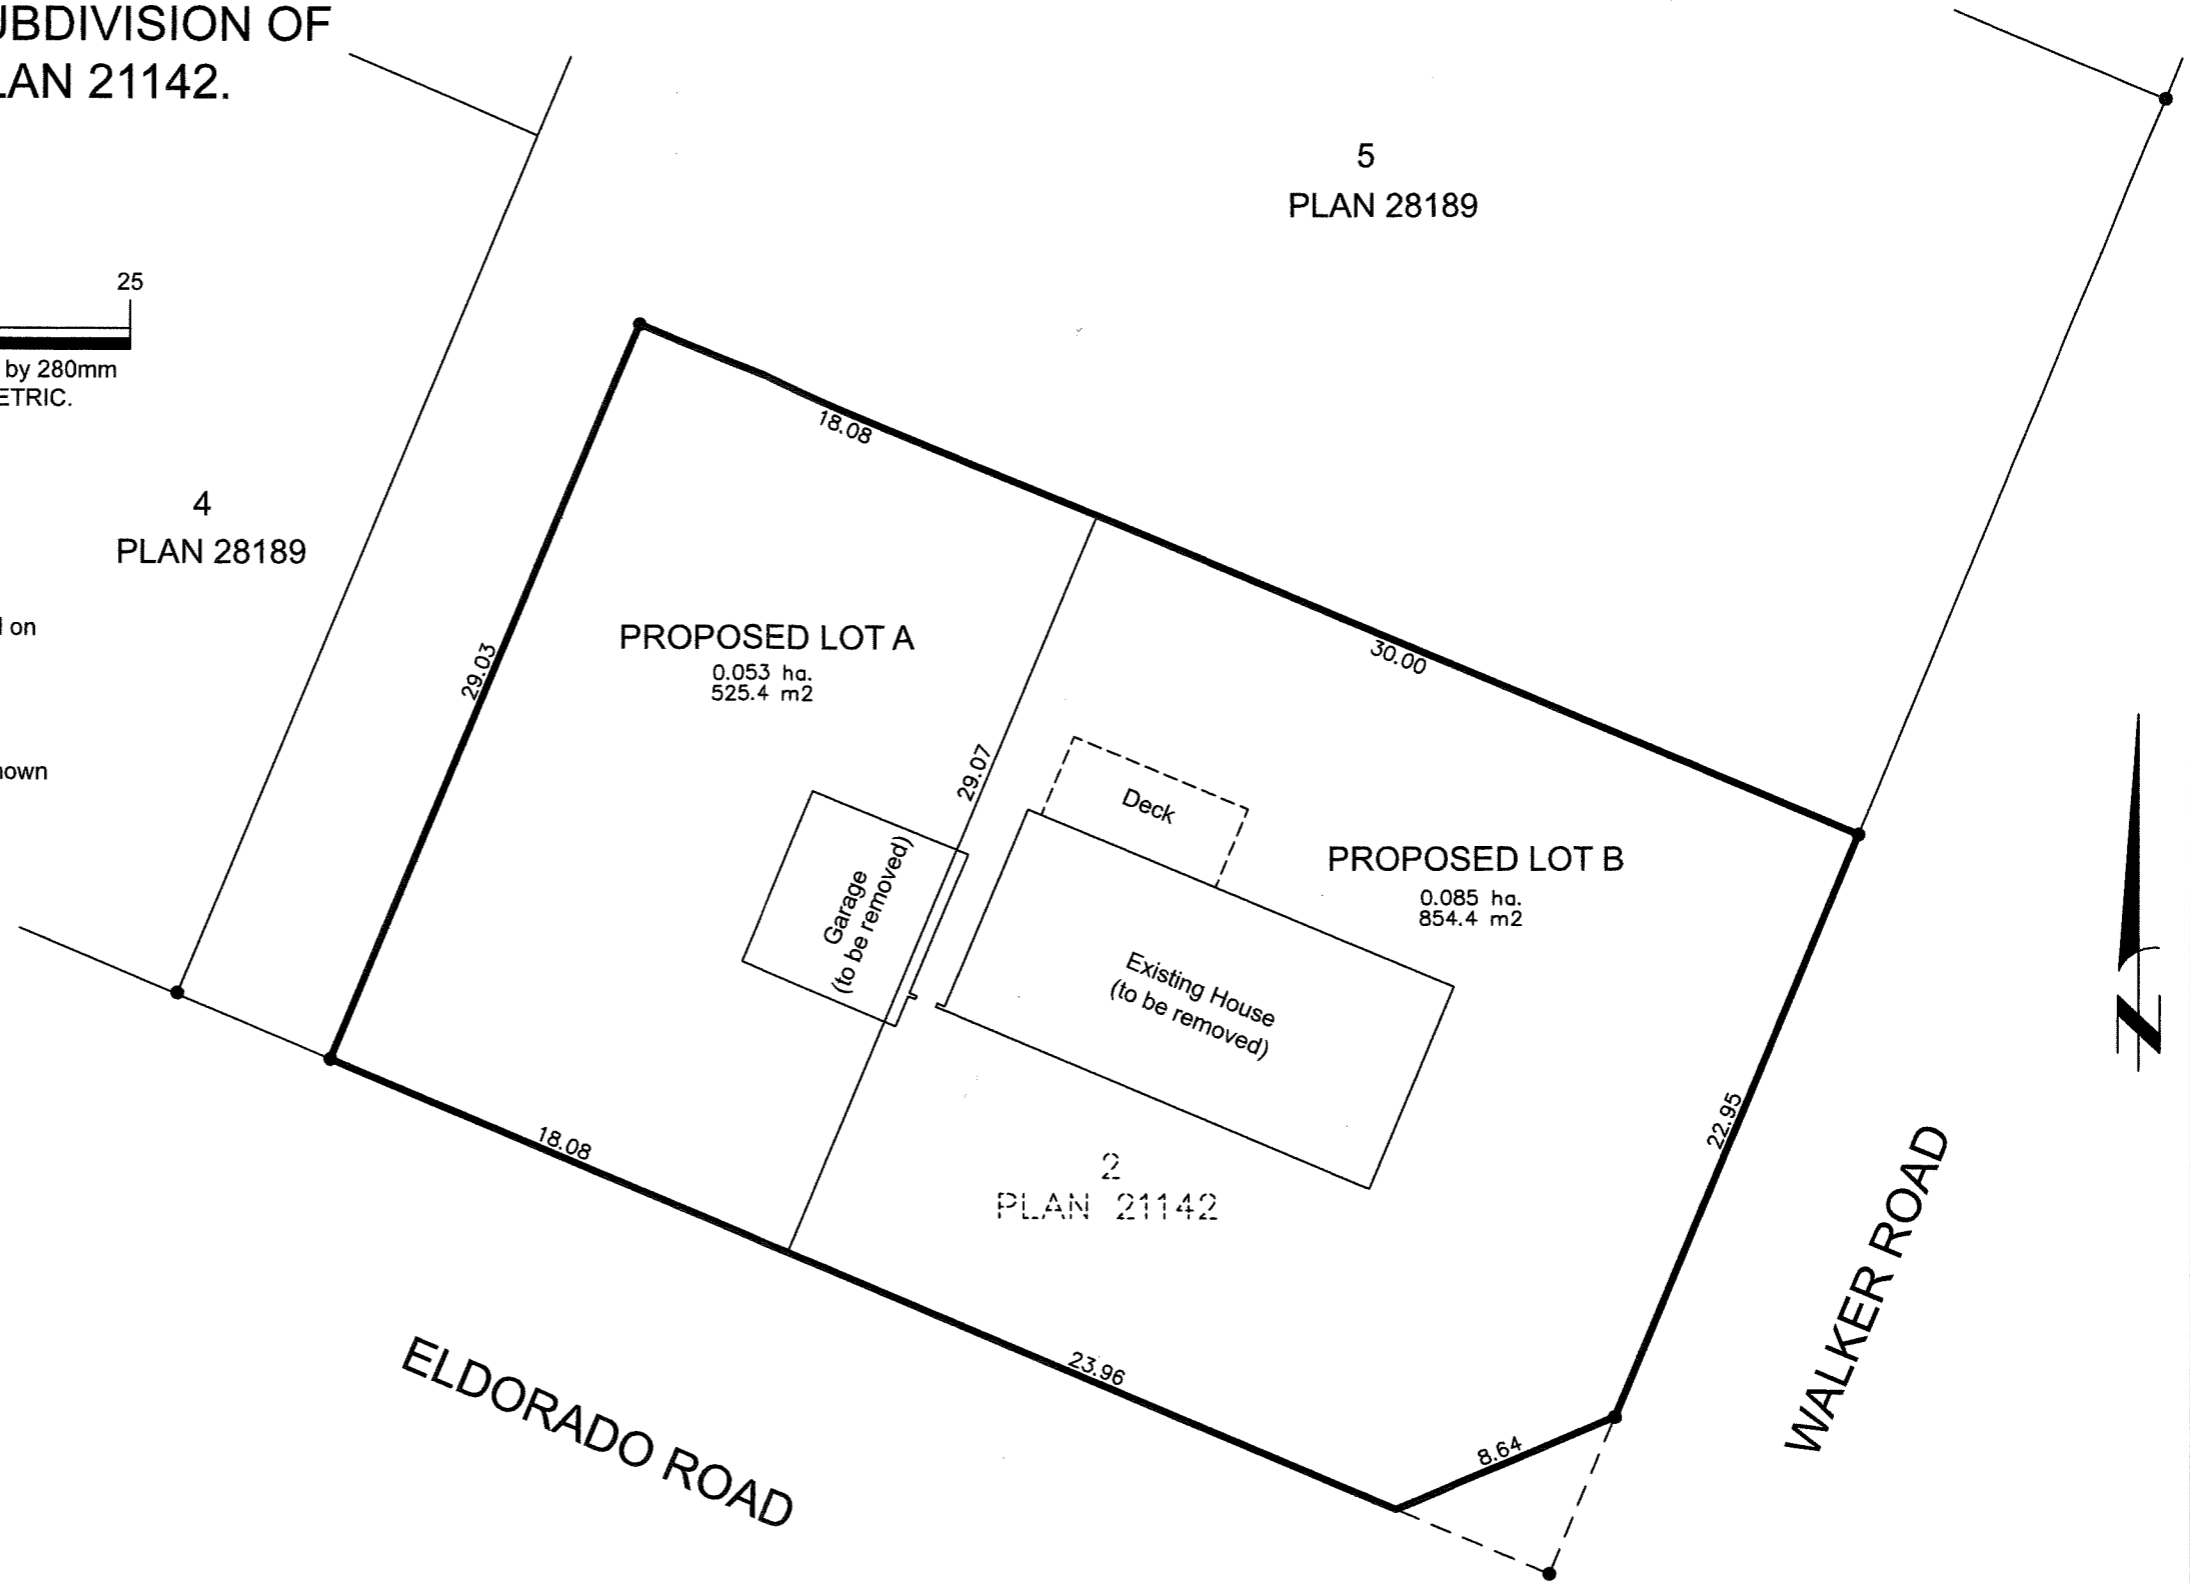 UBDIVISION OF
LAN 21142.
25
by 280mm
ETRIC.
5
PLAN 28189
4
PLAN 28189
on
own
18.08
30.00
29.03
PROPOSED LOT A
0.053 ha.
525.4 m2
29.07
Deck
PROPOSED LOT B
0.085 ha.
854.4 m2
Garage
(to be removed)
Existing House
(to be removed)
22.95
18.08
2
PLAN 21142
23.96
8.64
ELDORADO ROAD
WALKER ROAD
N